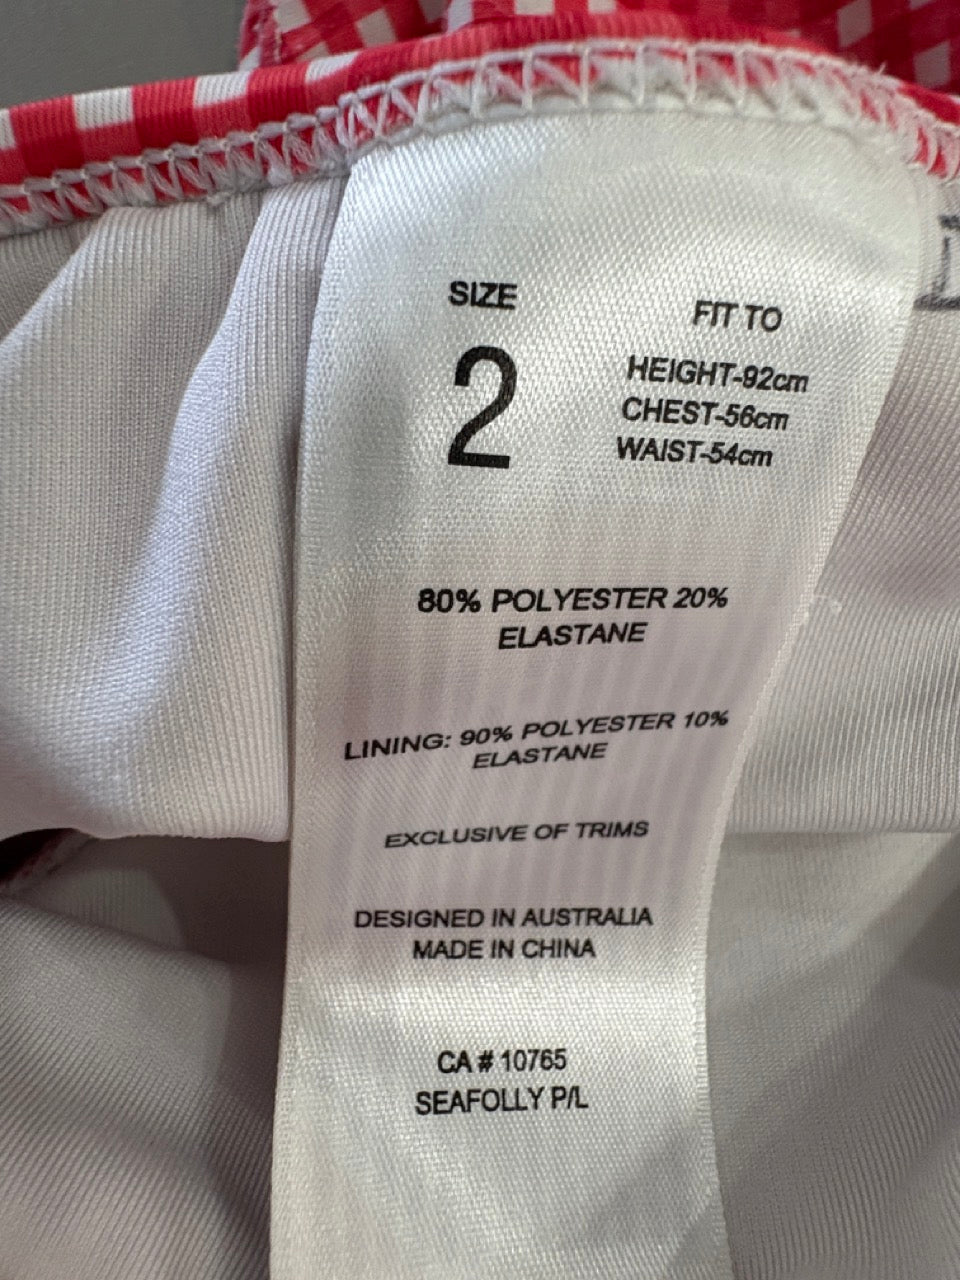 SIZE
2
FIT TO
HEIGHT-92cm
CHEST-56cm
WAIST-54cm
80% POLYESTER 20%
ELASTANE
LINING: 90% POLYESTER 10%
ELASTANE
EXCLUSIVE OF TRIMS
DESIGNED IN AUSTRALIA
MADE IN CHINA
CA # 10765
SEAFOLLY P/L